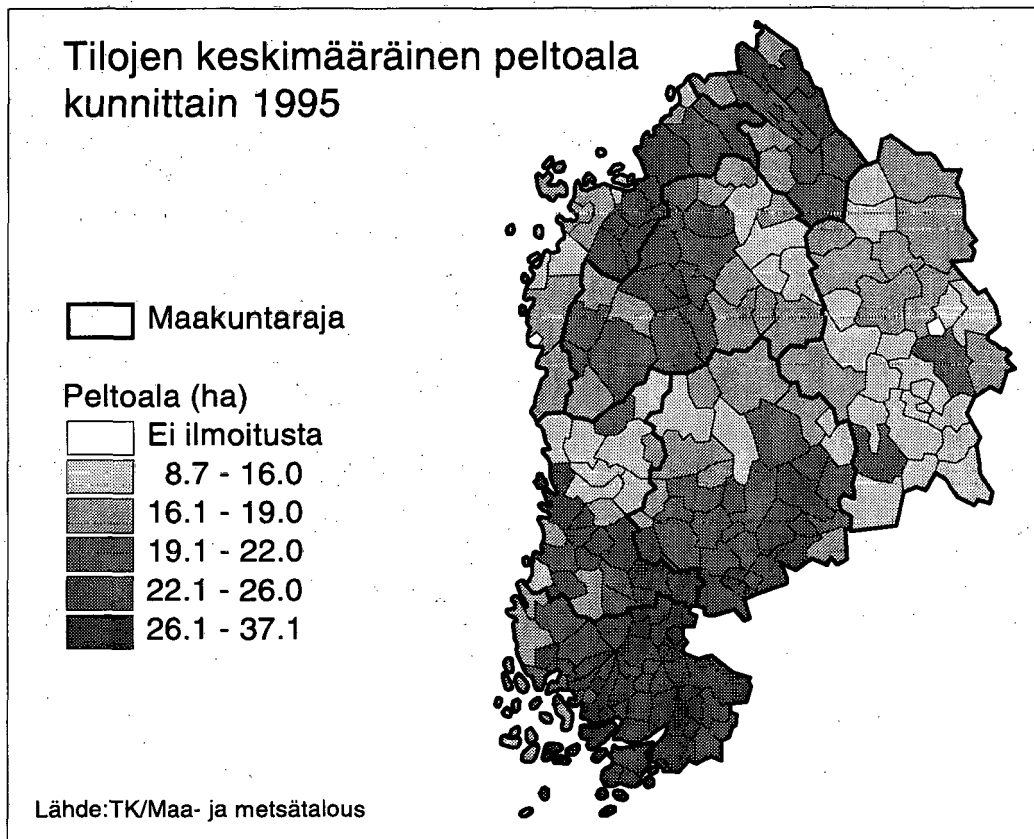 Tilojen keskimääräinen peltoala
kunnittain 1995
Maakuntaraja
Peltoala (ha)
Ei ilmoitusta
8.7 - 16.0
16.1 - 19.0
19.1 - 22.0
22.1 - 26.0
26.1 - 37.1
Lähde:TK/Maa- ja metsätalous